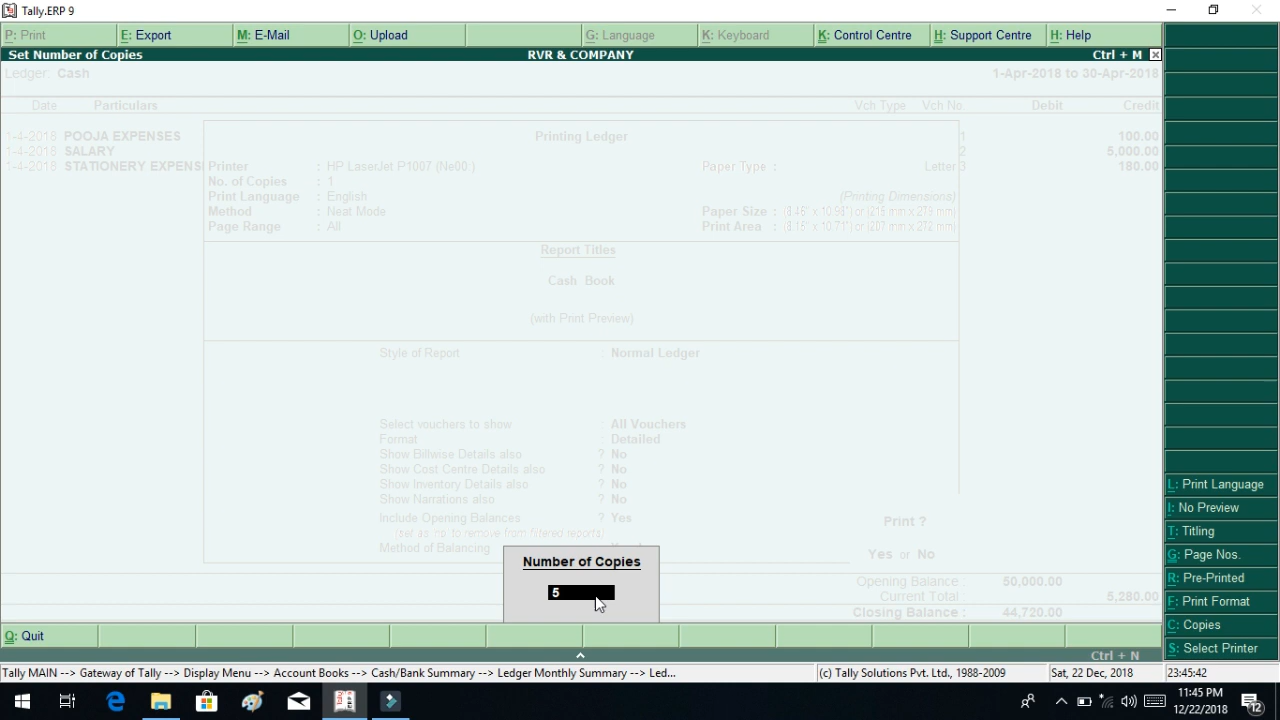 Tally.ERP 9
P: Print E: Export M: E-Mail O: Upload G: Language K: Keyboard K: Control Centre H: Support Centre H: Help
Set Number of Copies RVR & COMPANY Ctrl + M
Ledger: Cash 1-Apr-2018 to 30-Apr-2018
Date Particulars Vch Type Vch No Debit Credit
1-4-2018 POOJA EXPENSES 1 100.00
1-4-2018 SALARY 2 5,000.00
1-4-2018 STATIONERY EXPENS 3 180.00
Printing Ledger
Printer : HP LaserJet P1007 (Ne00:) Paper Type : Letter
No. of Copies : 1
Print Language : English (Printing Dimensions)
Method : Neat Mode Paper Size : (8.46" x 10.98") or (215 mm x 279 mm)
Page Range : All Print Area : (8.15" x 10.71") or (207 mm x 272 mm)
Report Titles
Cash Book
(with Print Preview)
Style of Report : Normal Ledger
Select vouchers to show : All Vouchers
Format : Detailed
Show Billwise Details also ? No
Show Cost Centre Details also ? No
Show Inventory Details also ? No
Show Narrations also ? No
Include Opening Balances ? Yes
(set as 'no' to remove from filtered reports)
Method of Balancing
Print ?
Yes or No
Number of Copies
5
Opening Balance : 50,000.00
Current Total : 5,280.00
Closing Balance : 44,720.00
L: Print Language
I: No Preview
T: Titling
G: Page Nos.
R: Pre-Printed
F: Print Format
C: Copies
S: Select Printer
Q: Quit
Ctrl + N
Tally MAIN --> Gateway of Tally --> Display Menu --> Account Books --> Cash/Bank Summary --> Ledger Monthly Summary --> Led... (c) Tally Solutions Pvt. Ltd., 1988-2009 Sat, 22 Dec, 2018 23:45:42
11:45 PM
12/22/2018
12